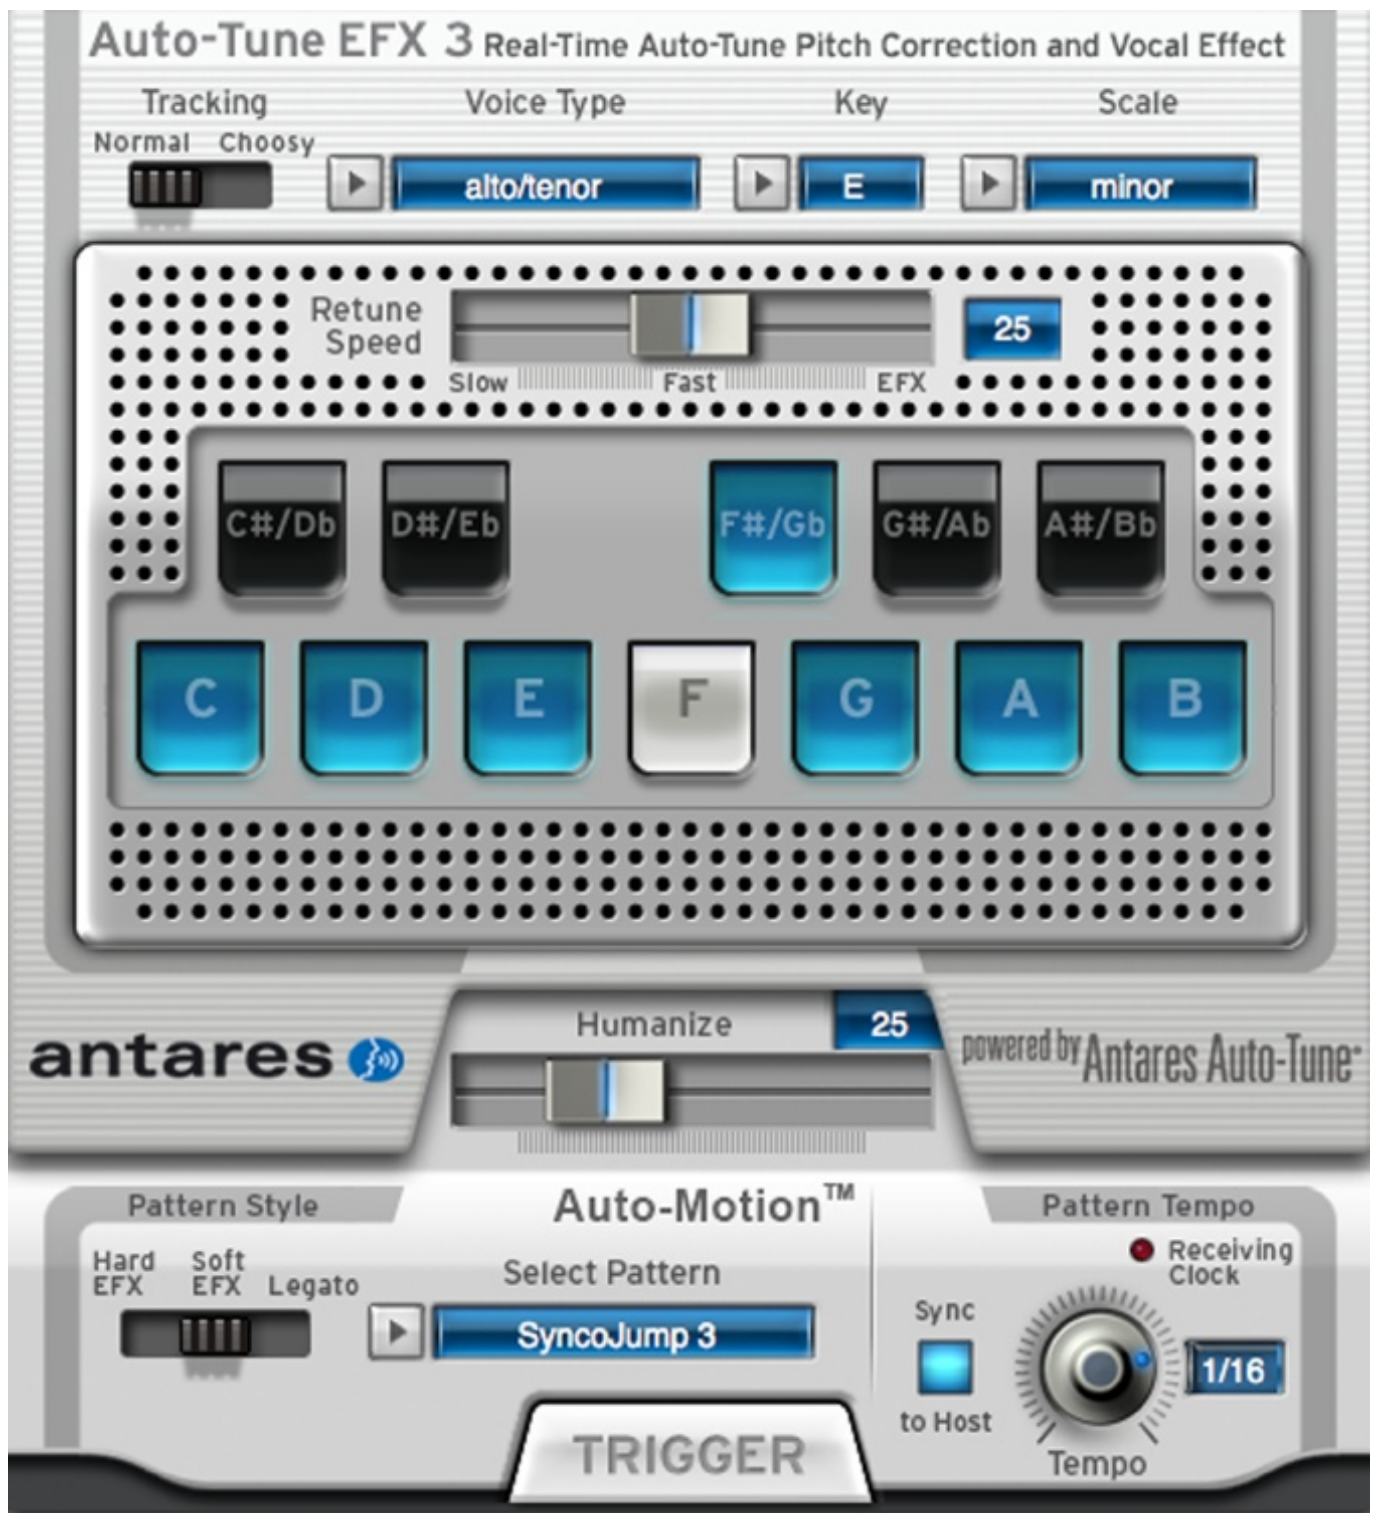 Auto-Tune EFX 3 Real-Time Auto-Tune Pitch Correction and Vocal Effect
Tracking Voice Type Key Scale
Normal Choosy
alto/tenor E minor
Retune
Speed
25
Slow Fast EFX
C#/Db D#/Eb F#/Gb G#/Ab A#/Bb
C D E F G A B
Humanize 25
antares
powered by Antares Auto-Tune
Pattern Style
Auto-Motion™
Pattern Tempo
Hard
EFX
Soft
EFX
Legato
Select Pattern
SyncoJump 3
Receiving
Clock
Sync
to Host
1/16
Tempo
TRIGGER